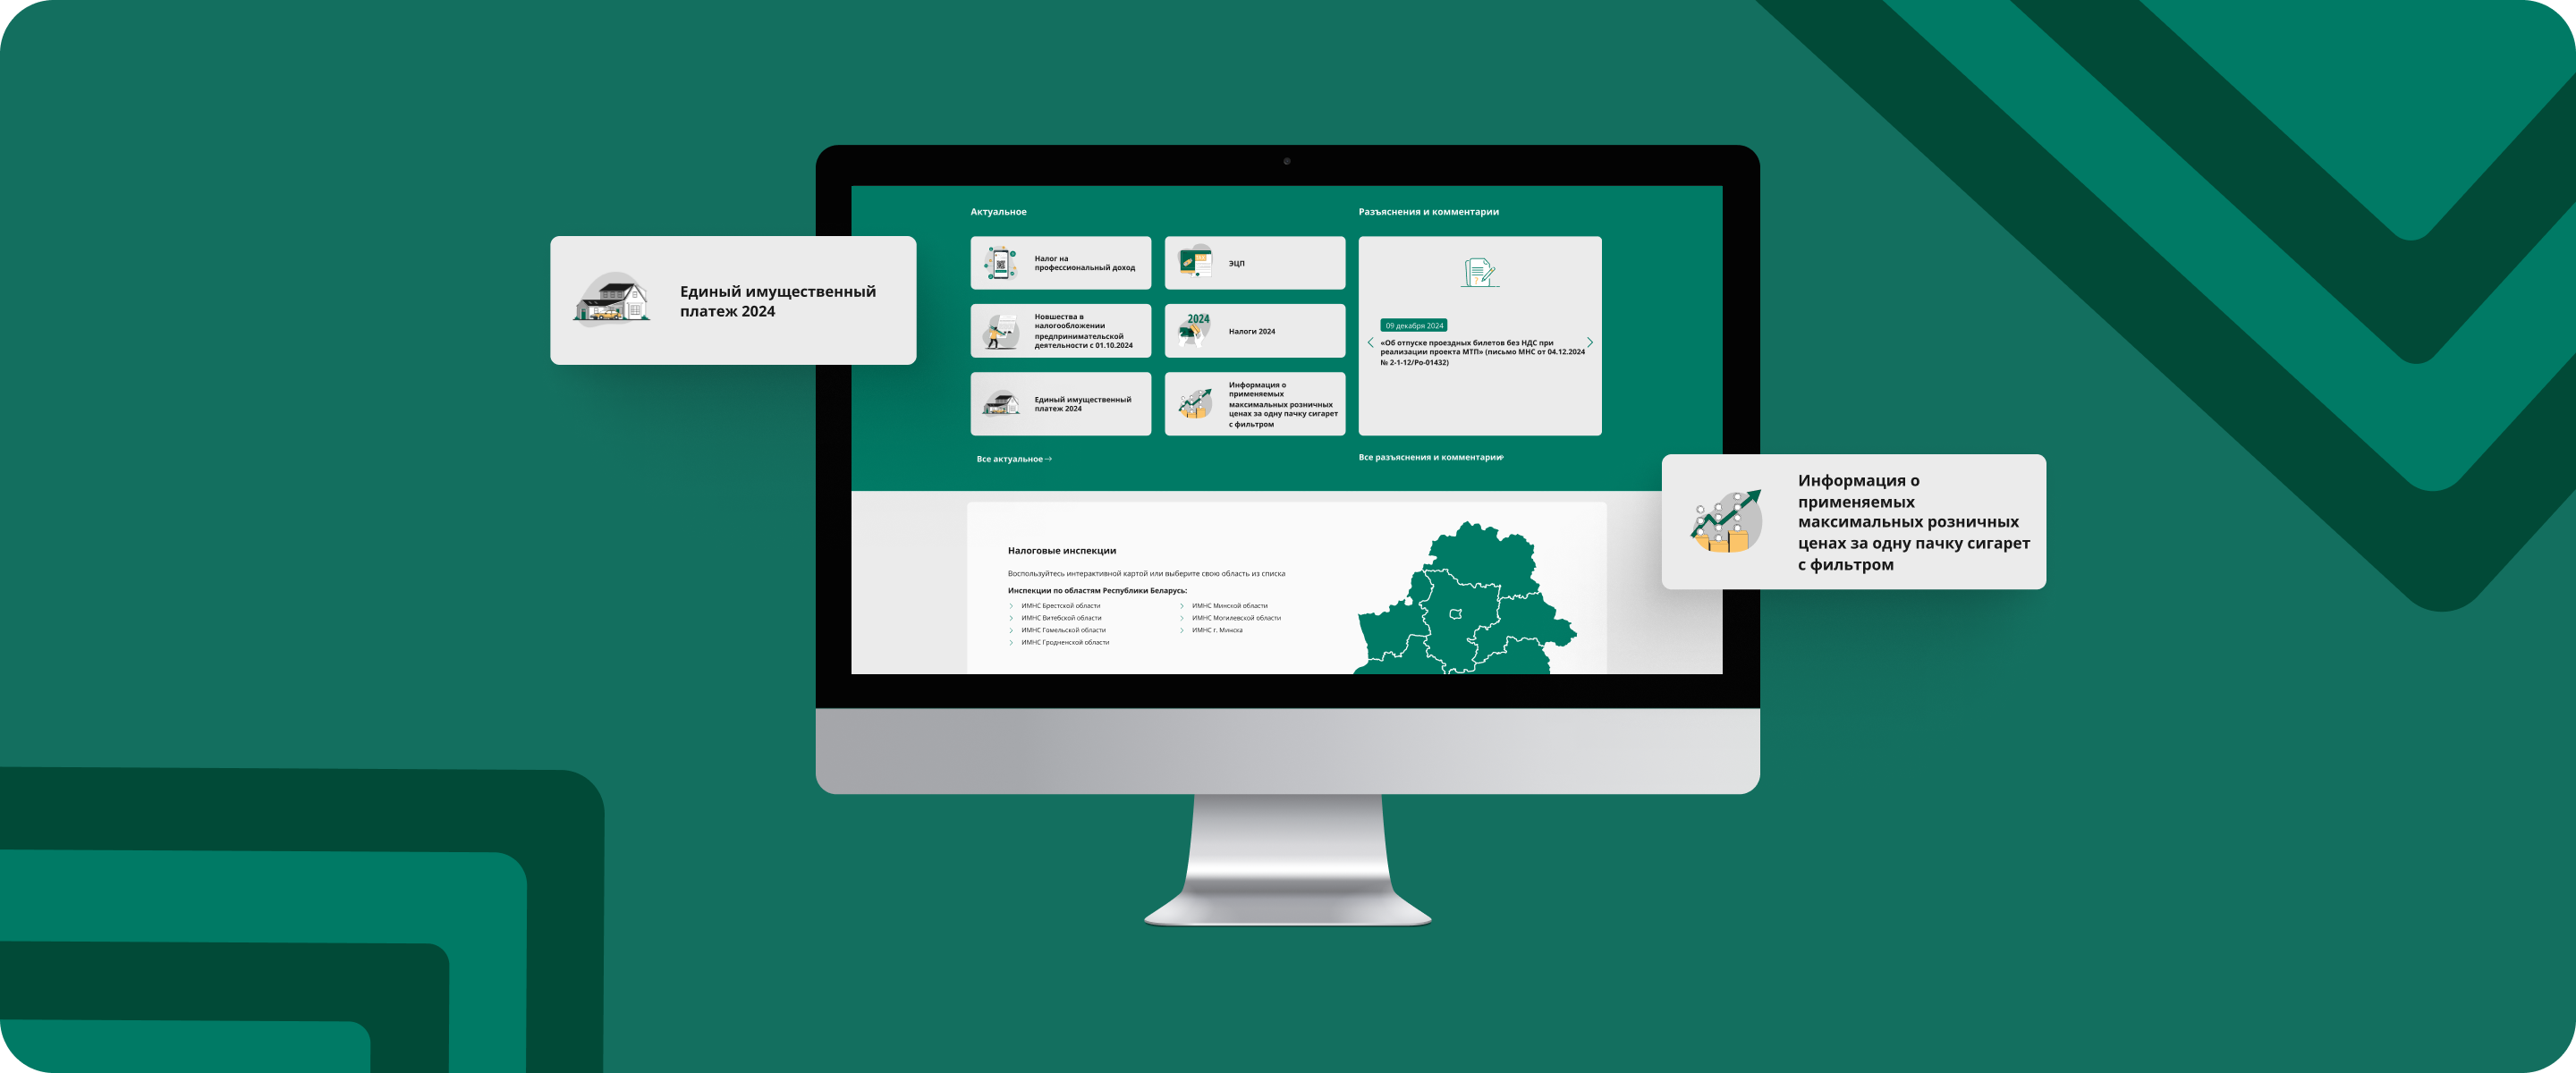 Актуальное
Налог на
профессиональный доход
ЭЦП
Новшества в
налогообложении
предпринимательской
деятельности с 01.10.2024
2024
Налоги 2024
Единый имущественный
платеж 2024
Информация о
применяемых
максимальных розничных
ценах за одну пачку сигарет
с фильтром
Все актуальное
Разъяснения и комментарии
09 декабря 2024
«Об отпуске проездных билетов без НДС при
реализации проекта МТП» (письмо МНС от 04.12.2024
№ 2-1-12/Ро-01432)
Все разъяснения и комментарии
Единый имущественный
платеж 2024
Информация о
применяемых
максимальных розничных
ценах за одну пачку сигарет
с фильтром
Налоговые инспекции
Воспользуйтесь интерактивной картой или выберите свою область из списка
Инспекции по областям Республики Беларусь:
ИМНС Брестской области
ИМНС Витебской области
ИМНС Гомельской области
ИМНС Гродненской области
ИМНС Минской области
ИМНС Могилевской области
ИМНС г. Минска